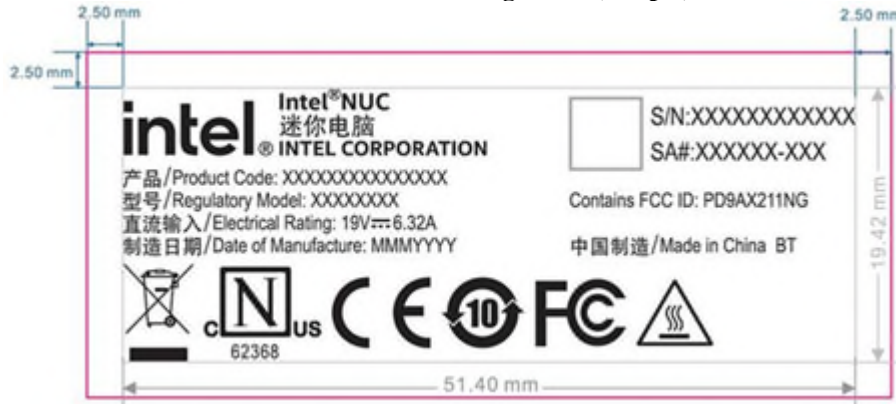 2.50 mm
2.50 mm
2.50 mm
intel®
Intel®NUC
迷你电脑
INTEL CORPORATION
产品/Product Code: XXXXXXXXXXXXXXX
型号/Regulatory Model: XXXXXXXX
直流输入/Electrical Rating: 19V⎓6.32A
制造日期/Date of Manufacture: MMMYYYY
S/N:XXXXXXXXXXXX
SA#:XXXXXX-XXX
Contains FCC ID: PD9AX211NG
中国制造/Made in China BT
19.42 mm
C N US
62368
CE
10
FC
51.40 mm